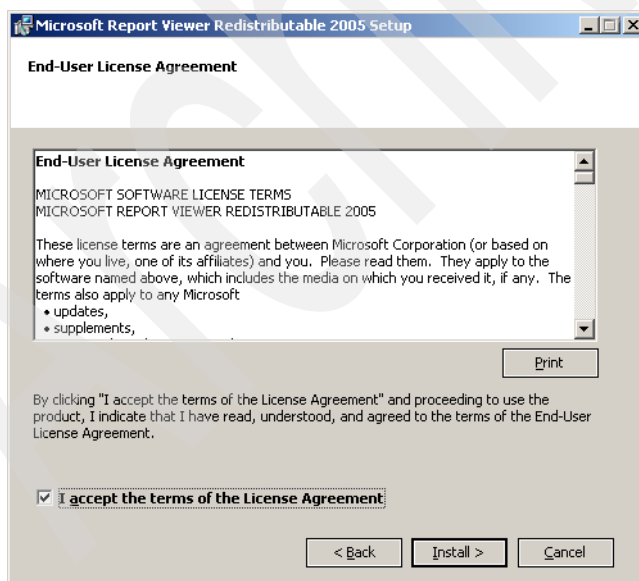 Microsoft Report Viewer Redistributable 2005 Setup
End-User License Agreement
End-User License Agreement
MICROSOFT SOFTWARE LICENSE TERMS
MICROSOFT REPORT VIEWER REDISTRIBUTABLE 2005
These license terms are an agreement between Microsoft Corporation (or based on
where you live, one of its affiliates) and you.  Please read them.  They apply to the
software named above, which includes the media on which you received it, if any.  The
terms also apply to any Microsoft
• updates,
• supplements,
Print
By clicking "I accept the terms of the License Agreement" and proceeding to use the
product, I indicate that I have read, understood, and agreed to the terms of the End-User
License Agreement.
I accept the terms of the License Agreement
< Back
Install >
Cancel